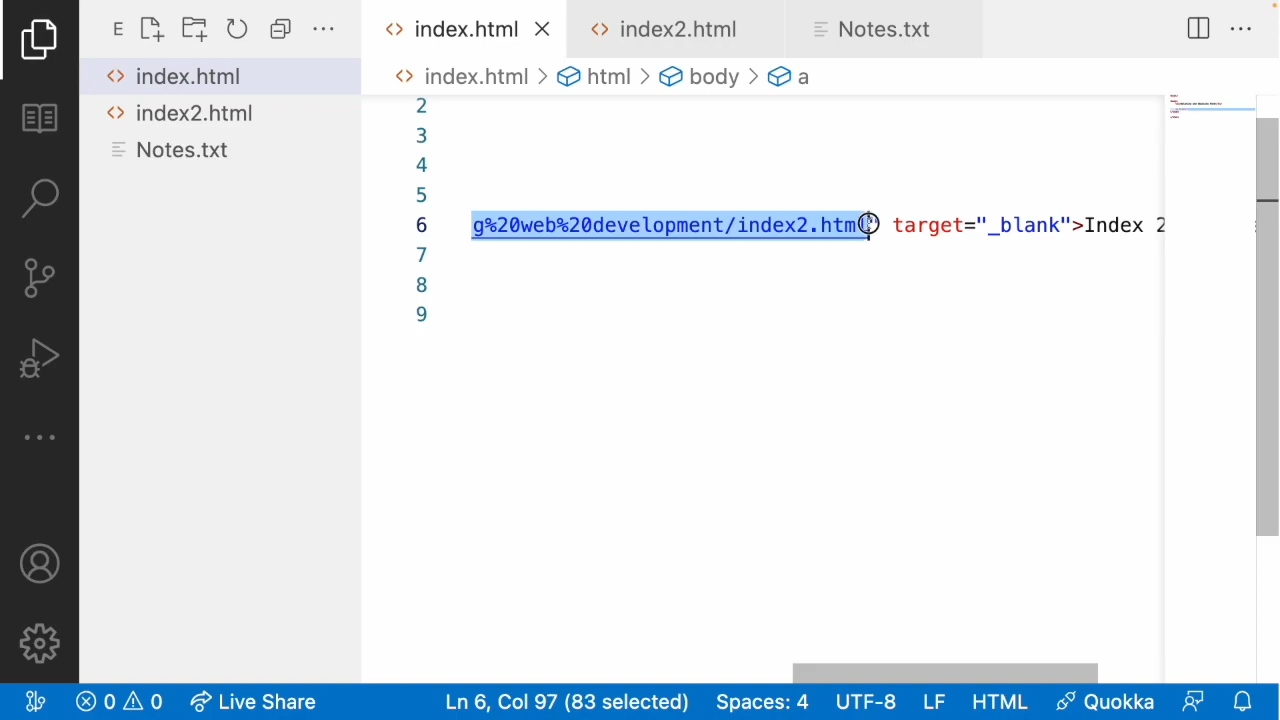 E
index.html
index2.html
Notes.txt
index.html
index2.html
Notes.txt
index.html > html > body > a
2
3
4
5
6 g%20web%20development/index2.html" target="_blank">Index 2
7
8
9
0 0 Live Share Ln 6, Col 97 (83 selected) Spaces: 4 UTF-8 LF HTML Quokka